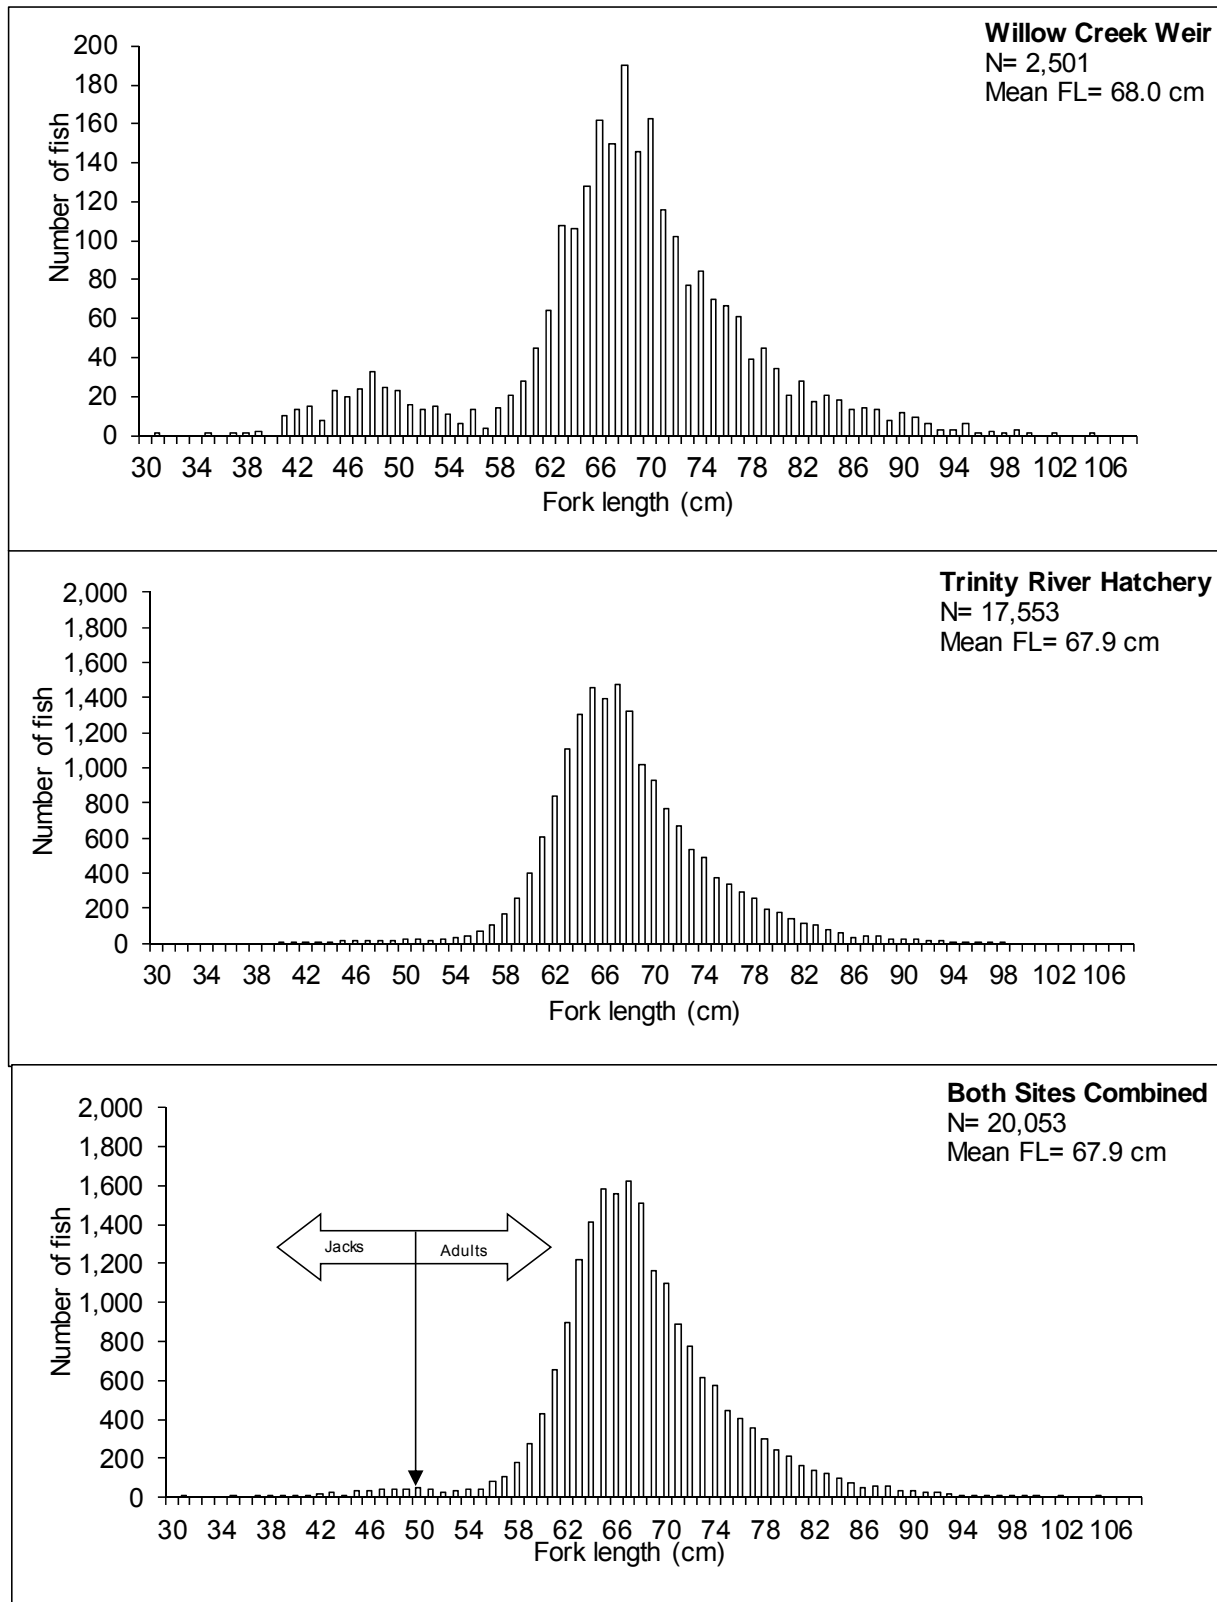 Willow Creek Weir
N= 2,501
Mean FL= 68.0 cm
200
180
160
140
120
100
80
60
40
20
0
Number of fish
30 34 38 42 46 50 54 58 62 66 70 74 78 82 86 90 94 98 102 106
Fork length (cm)
Trinity River Hatchery
N= 17,553
Mean FL= 67.9 cm
2,000
1,800
1,600
1,400
1,200
1,000
800
600
400
200
0
Number of fish
30 34 38 42 46 50 54 58 62 66 70 74 78 82 86 90 94 98 102 106
Fork length (cm)
Both Sites Combined
N= 20,053
Mean FL= 67.9 cm
2,000
1,800
1,600
1,400
1,200
1,000
800
600
400
200
0
Number of fish
Jacks
Adults
30 34 38 42 46 50 54 58 62 66 70 74 78 82 86 90 94 98 102 106
Fork length (cm)